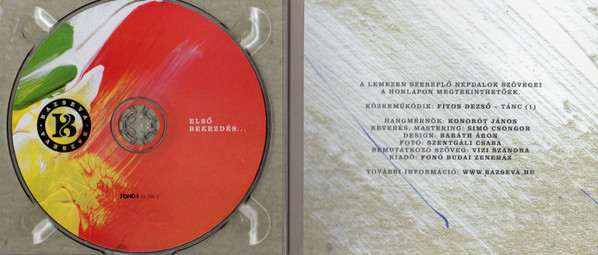 BAZSEVA • BAZSEVA •
B
ELSŐ
BEKEZDÉS...
FONÓ
A LEMEZEN SZEREPLŐ NÉPDALOK SZÖVEGEI
A HONLAPON MEGTEKINTHETŐEK.
KÖZREMŰKÖDIK: FITOS DEZSŐ – TÁNC (1)
HANGMÉRNÖK: KONORÓT JÁNOS
KEVERÉS, MASTERING: SIMÓ CSONGOR
DESIGN: BARÁTH ÁRON
FOTÓ: SZENTGÁLI CSABA
BEMUTATKOZÓ SZÖVEG: VIZI SZANDRA
KIADÓ: FONÓ BUDAI ZENEHÁZ
TOVÁBBI INFORMÁCIÓ: WWW.BAZSEVA.HU